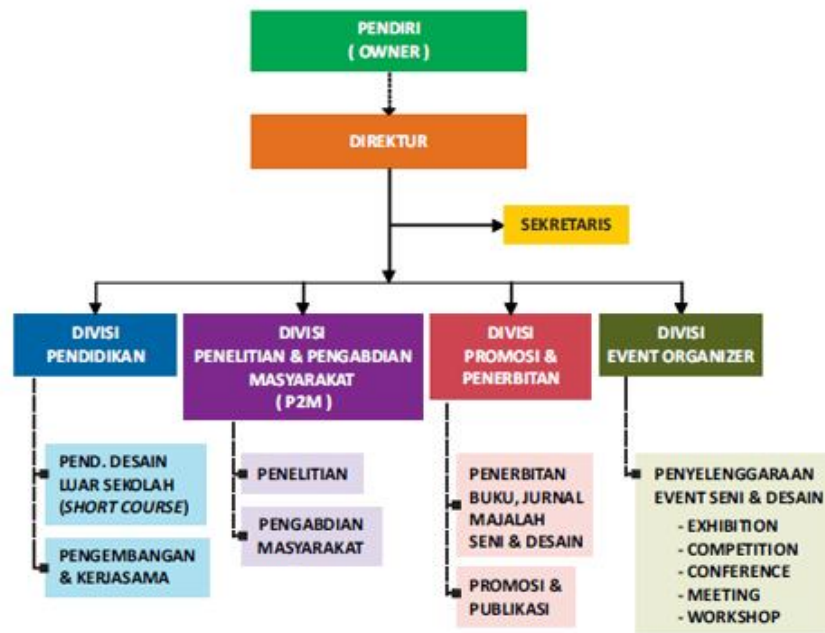 PENDIRI
( OWNER )
DIREKTUR
SEKRETARIS
DIVISI
PENDIDIKAN
DIVISI
PENELITIAN & PENGABDIAN
MASYARAKAT
( P2M )
DIVISI
PROMOSI &
PENERBITAN
DIVISI
EVENT ORGANIZER
PEND. DESAIN
LUAR SEKOLAH
(SHORT COURSE)
PENGEMBANGAN
& KERJASAMA
PENELITIAN
PENGABDIAN
MASYARAKAT
PENERBITAN
BUKU, JURNAL
MAJALAH
SENI & DESAIN
PROMOSI &
PUBLIKASI
PENYELENGGARAAN
EVENT SENI & DESAIN
- EXHIBITION
- COMPETITION
- CONFERENCE
- MEETING
- WORKSHOP